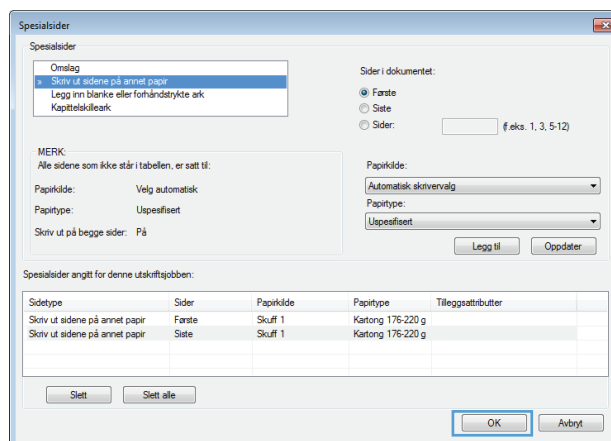 Spesialsider
Spesialsider
Omslag
» Skriv ut sidene på annet papir
Legg inn blanke eller forhåndstrykte ark
Kapittelskilleark
Sider i dokumentet:
Første
Siste
Sider: (f.eks. 1, 3, 5-12)
MERK:
Alle sidene som ikke står i tabellen, er satt til:
Papirkilde: Velg automatisk
Papirtype: Uspesifisert
Skriv ut på begge sider: På
Papirkilde:
Automatisk skrivervalg
Papirtype:
Uspesifisert
Legg til Oppdater
Spesialsider angitt for denne utskriftsjobben:
Sidetype Sider Papirkilde Papirtype Tilleggsattributter
Skriv ut sidene på annet papir Første Skuff 1 Kartong 176-220 g
Skriv ut sidene på annet papir Siste Skuff 1 Kartong 176-220 g
Slett Slett alle
OK Avbryt